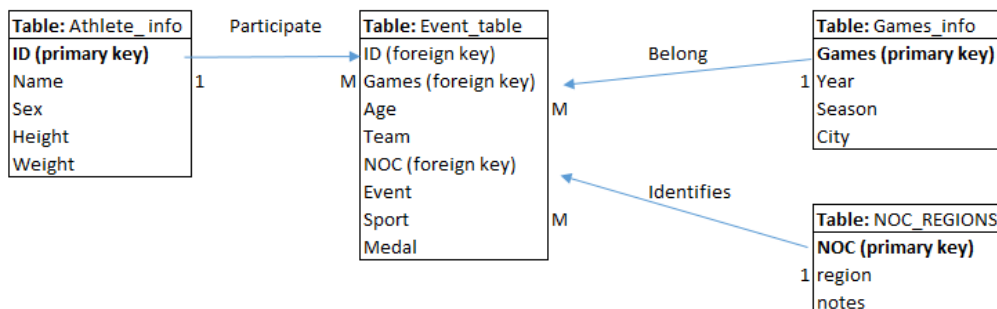 Table: Athlete_info
ID (primary key)
Name
Sex
Height
Weight
Participate
1
M
Table: Event_table
ID (foreign key)
Games (foreign key)
Age
Team
NOC (foreign key)
Event
Sport
Medal
Belong
M
1
Identifies
M
1
Table: Games_info
Games (primary key)
Year
Season
City
Table: NOC_REGIONS
NOC (primary key)
region
notes